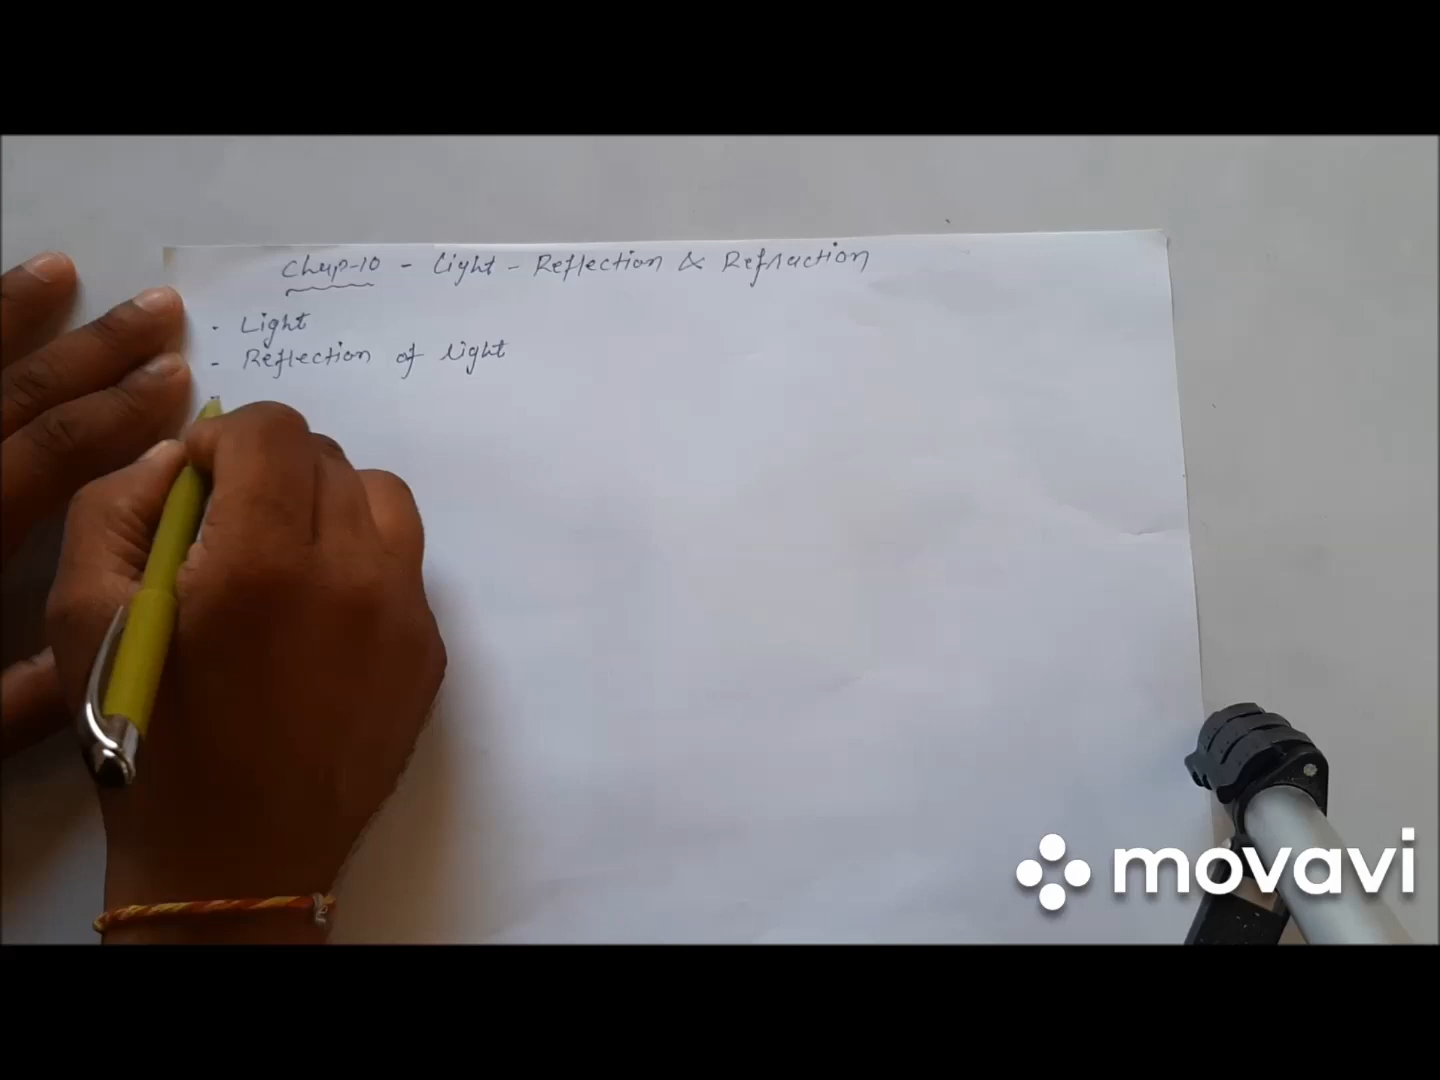 Chap-10 - Light - Reflection & Refraction
- Light
- Reflection of light
movavi